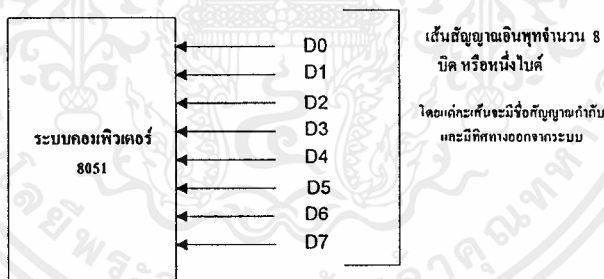 ระบบคอมพิวเตอร์
8051
D0
D1
D2
D3
D4
D5
D6
D7
เส้นสัญญาณอินพุทจำนวน 8
บิต หรือหนึ่งไบต์
โดยแต่ละเส้นจะมีชื่อสัญญาณกำกับ
และมีทิศทางออกจากระบบ